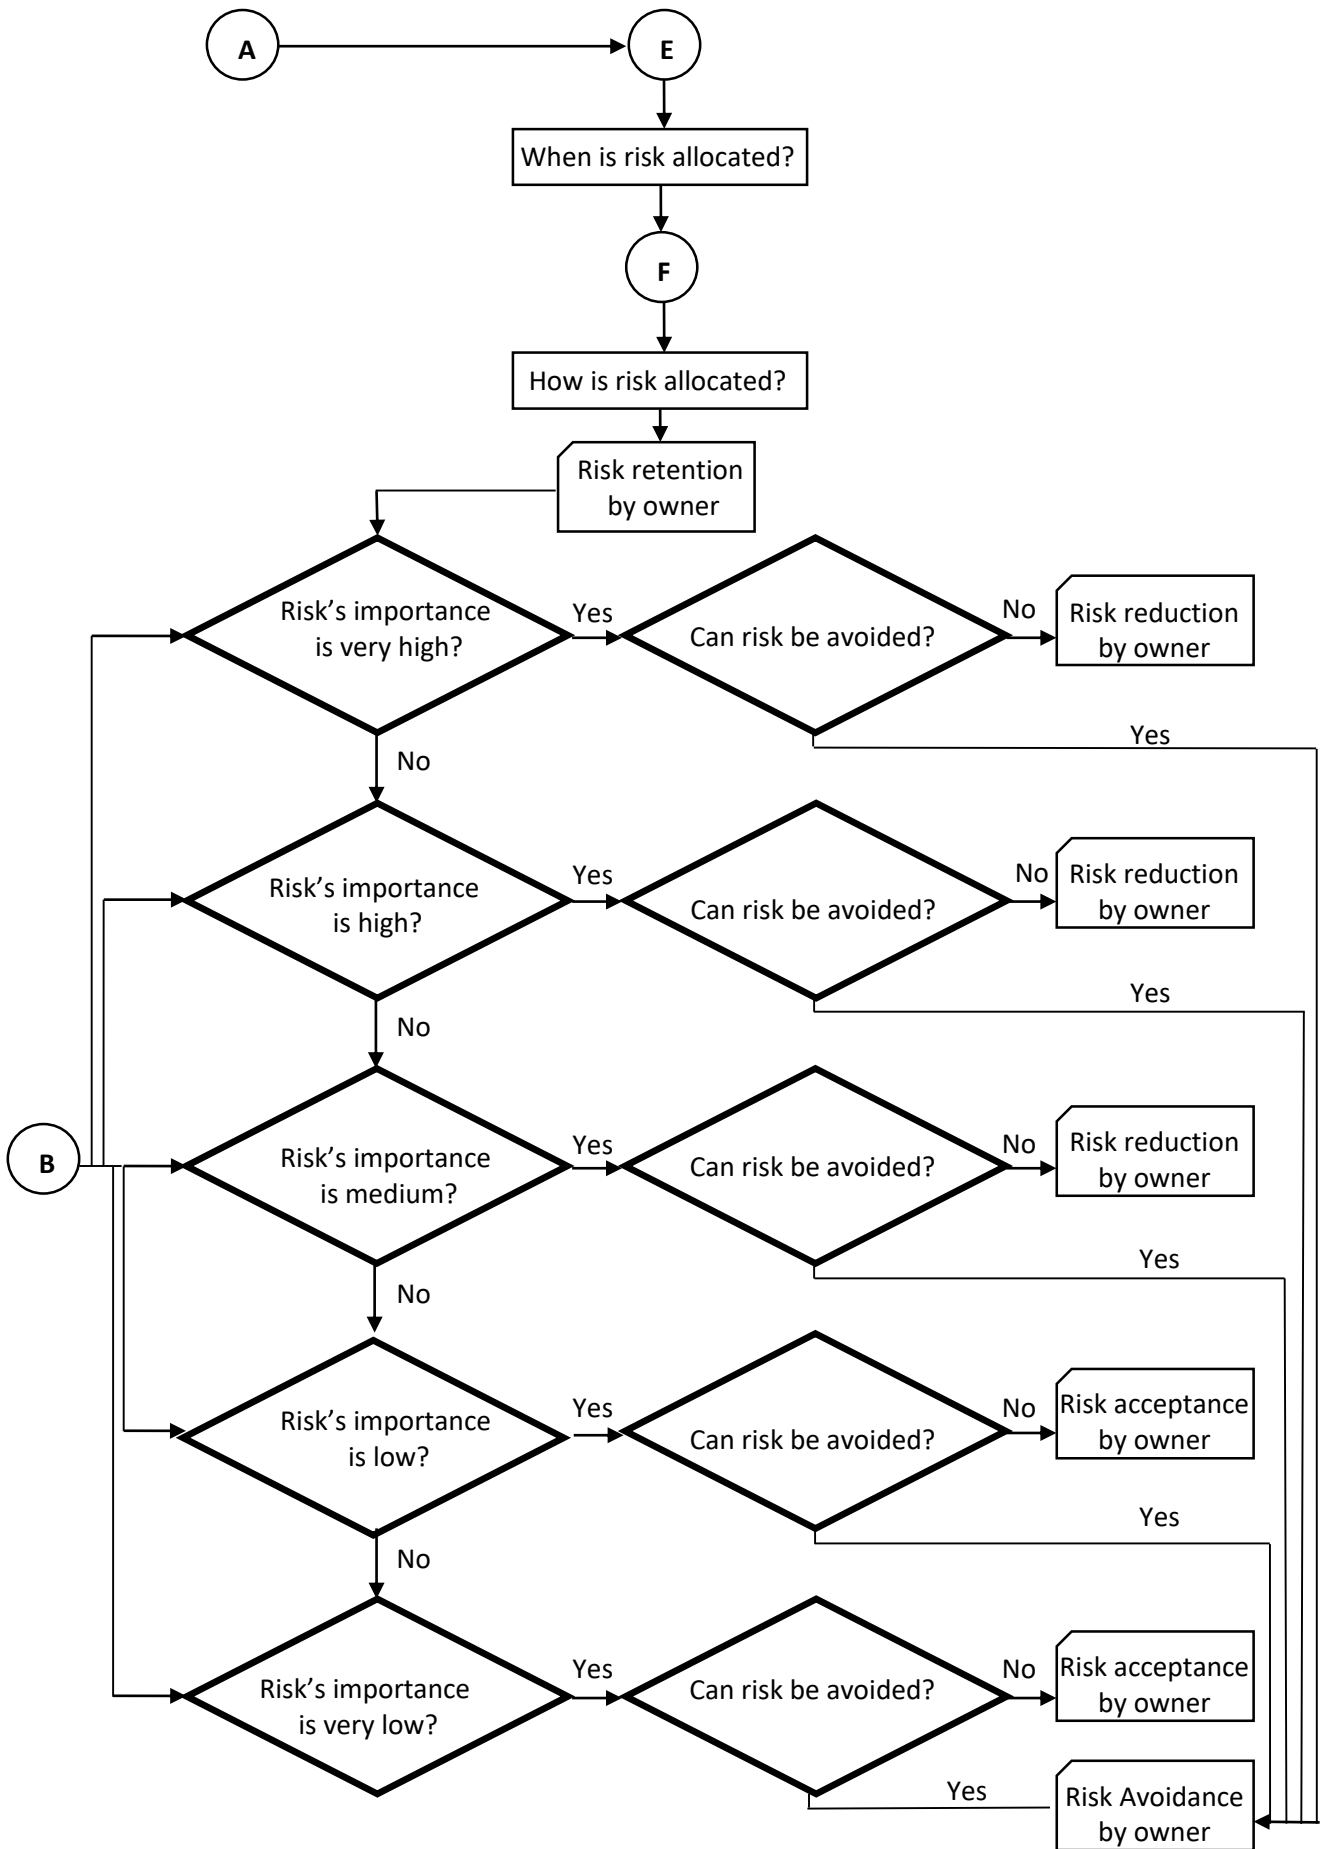 A
E
When is risk allocated?
F
How is risk allocated?
Risk retention
by owner
Risk's importance
is very high?
Yes
Can risk be avoided?
No
Risk reduction
by owner
Yes
No
Risk's importance
is high?
Yes
Can risk be avoided?
No
Risk reduction
by owner
Yes
No
B
Risk's importance
is medium?
Yes
Can risk be avoided?
No
Risk reduction
by owner
Yes
No
Risk's importance
is low?
Yes
Can risk be avoided?
No
Risk acceptance
by owner
Yes
No
Risk's importance
is very low?
Yes
Can risk be avoided?
No
Risk acceptance
by owner
Yes
Risk Avoidance
by owner